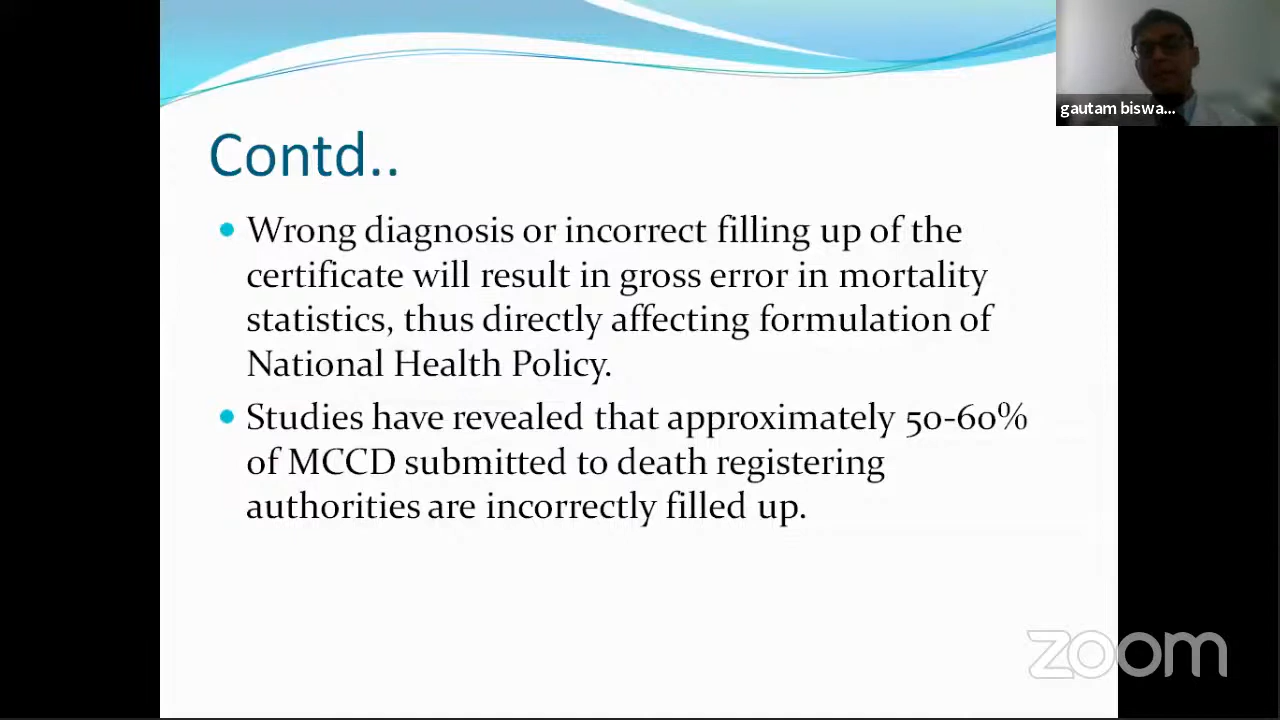 gautam biswa...
Contd..
Wrong diagnosis or incorrect filling up of the
certificate will result in gross error in mortality
statistics, thus directly affecting formulation of
National Health Policy.
Studies have revealed that approximately 50-60%
of MCCD submitted to death registering
authorities are incorrectly filled up.
zoom